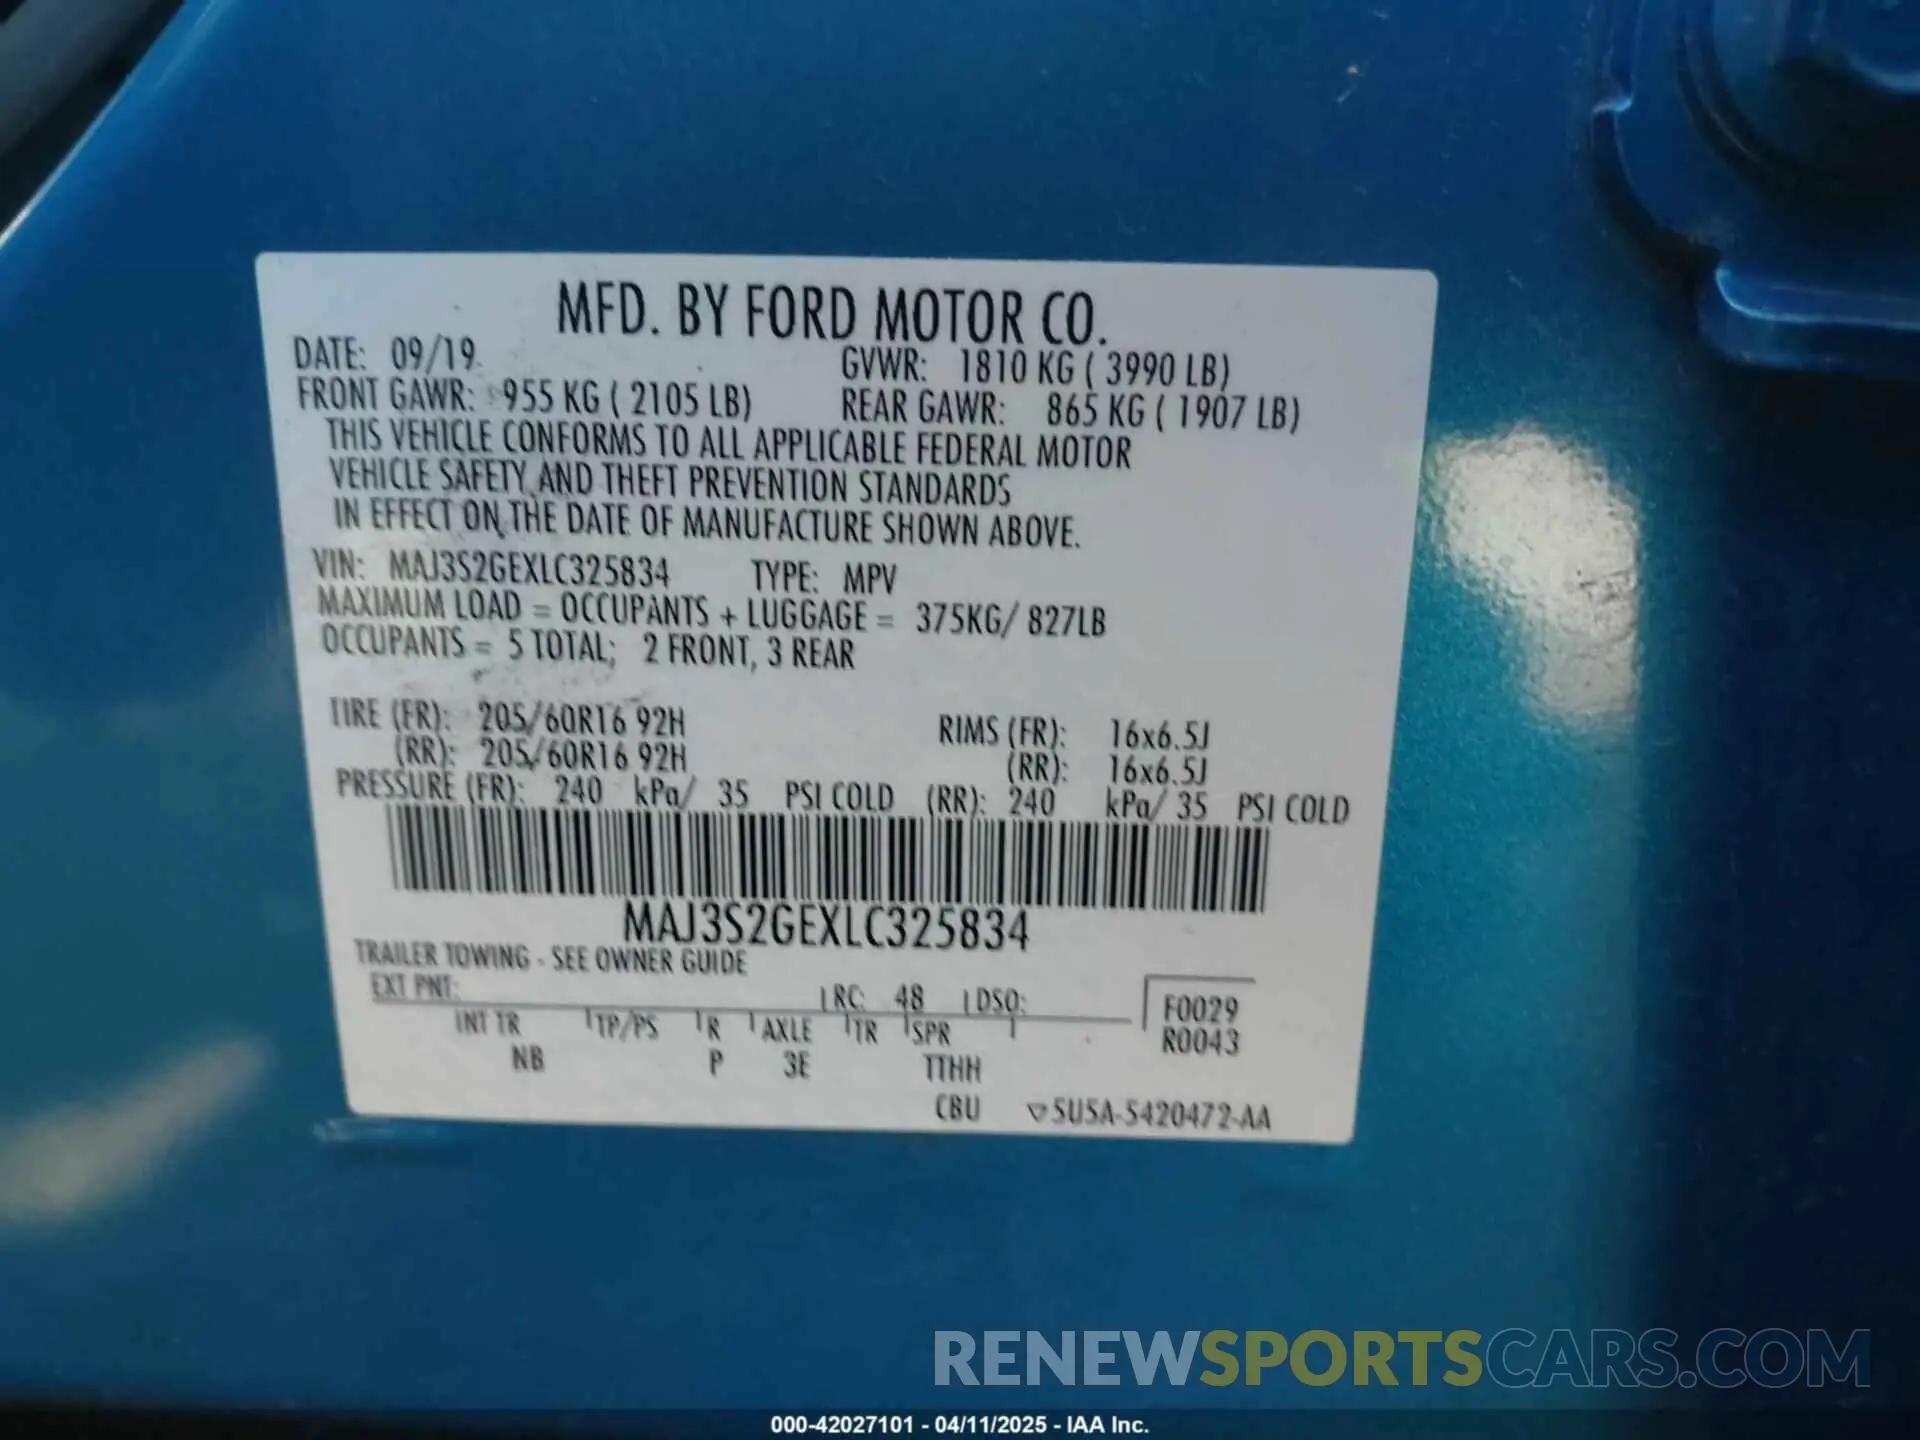 MFD. BY FORD MOTOR CO.
DATE: 09/19 GVWR: 1810 KG ( 3990 LB)
FRONT GAWR: 955 KG ( 2105 LB) REAR GAWR: 865 KG ( 1907 LB)
THIS VEHICLE CONFORMS TO ALL APPLICABLE FEDERAL MOTOR
VEHICLE SAFETY AND THEFT PREVENTION STANDARDS
IN EFFECT ON THE DATE OF MANUFACTURE SHOWN ABOVE.
VIN: MAJ3S2GEXLC325834 TYPE: MPV
MAXIMUM LOAD = OCCUPANTS + LUGGAGE = 375KG/ 827LB
OCCUPANTS = 5 TOTAL; 2 FRONT, 3 REAR
TIRE (FR): 205/60R16 92H RIMS (FR): 16x6.5J
(RR): 205/60R16 92H (RR): 16x6.5J
PRESSURE (FR): 240 kPa/ 35 PSI COLD (RR): 240 kPa/ 35 PSI COLD
MAJ3S2GEXLC325834
TRAILER TOWING - SEE OWNER GUIDE
EXT PNT: RC: 48 DSO: F0029
INT TR TP/PS R AXLE TR SPR R0043
NB P 3E TTHH
CBU ▽5U5A-5420472-AA
RENEWSPORTSCARS.COM
000-42027101 - 04/11/2025 - IAA Inc.